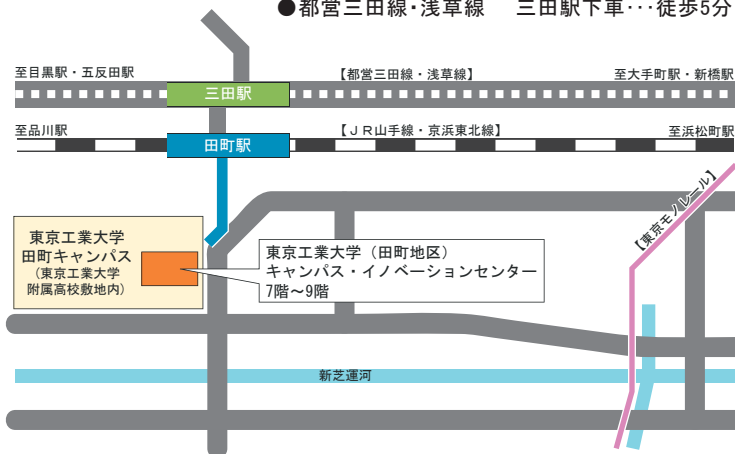 ●都営三田線・浅草線　三田駅下車･･･徒歩5分
至目黒駅・五反田駅
【都営三田線・浅草線】
至大手町駅・新橋駅
三田駅
至品川駅
【ＪＲ山手線・京浜東北線】
至浜松町駅
田町駅
【東京モノレール】
東京工業大学
田町キャンパス
（東京工業大学
附属高校敷地内）
東京工業大学（田町地区）
キャンパス・イノベーションセンター
7階～9階
新芝運河